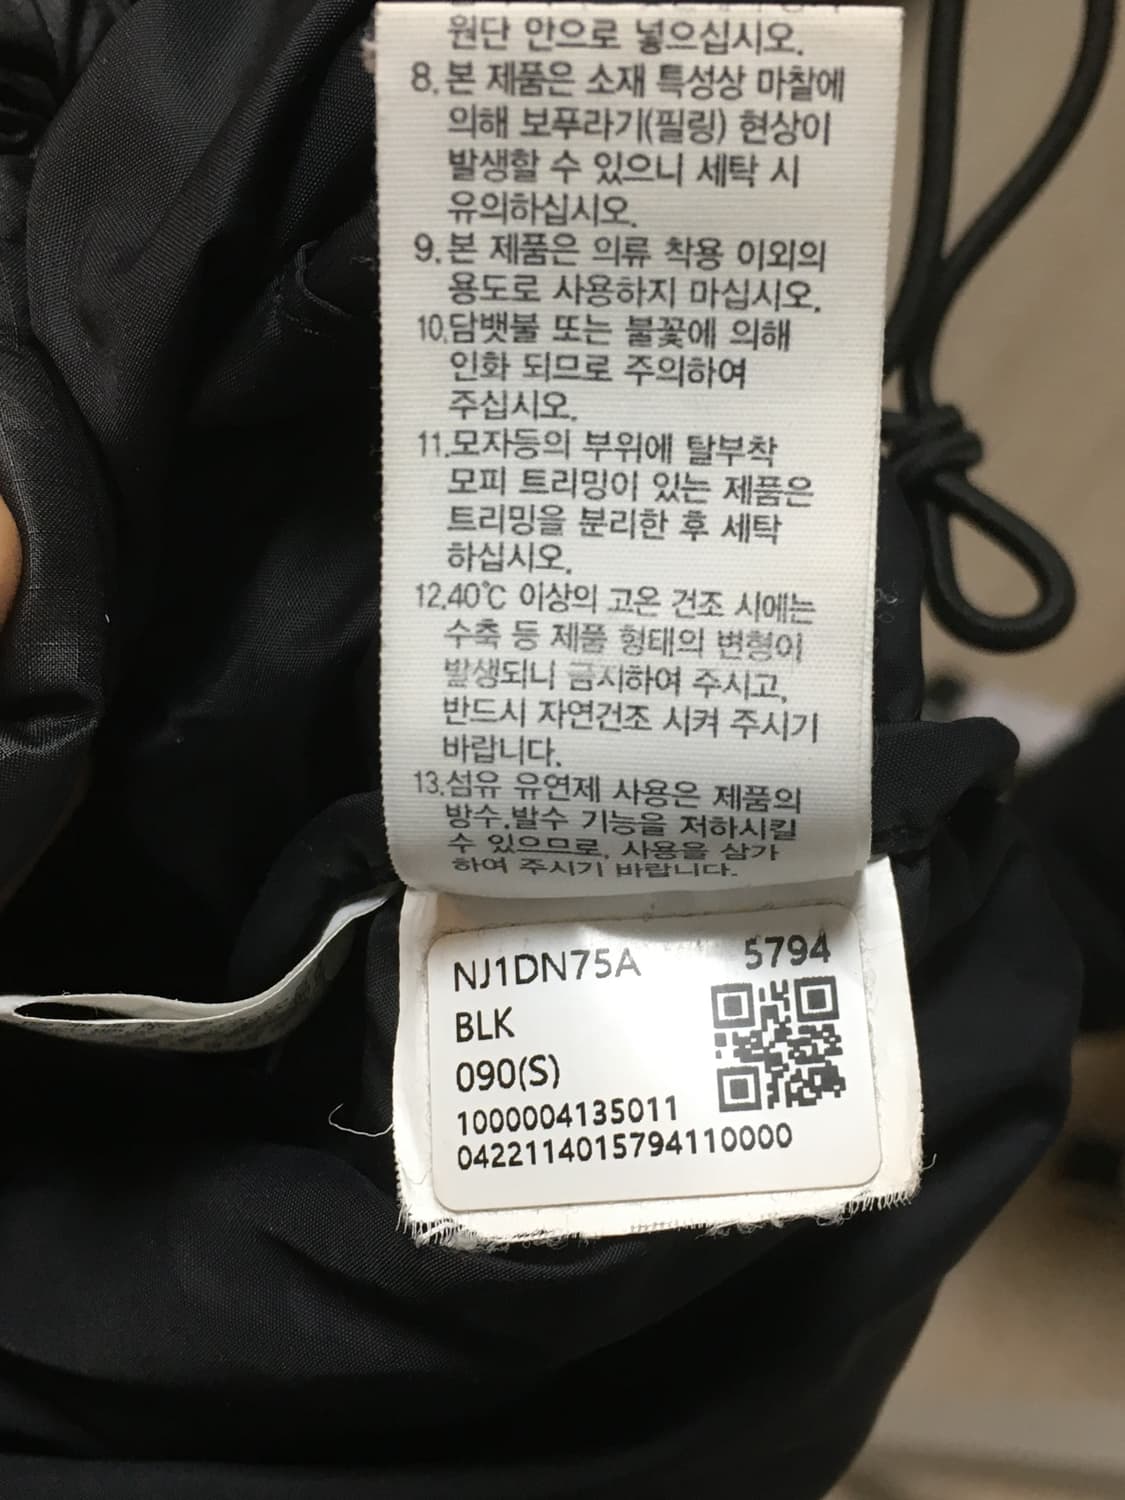 원단 안으로 넣으십시오.
8.본 제품은 소재 특성상 마찰에
의해 보푸라기(필링) 현상이
발생할 수 있으니 세탁 시
유의하십시오.
9.본 제품은 의류 착용 이외의
용도로 사용하지 마십시오.
10.담뱃불 또는 불꽃에 의해
인화 되므로 주의하여
주십시오.
11.모자등의 부위에 탈부착
모피 트리밍이 있는 제품은
트리밍을 분리한 후 세탁
하십시오.
12.40℃ 이상의 고온 건조 시에는
수축 등 제품 형태의 변형이
발생되니 금지하여 주시고,
반드시 자연건조 시켜 주시기
바랍니다.
13.섬유 유연제 사용은 제품의
방수.발수 기능을 저하시킬
수 있으므로, 사용을 삼가
하여 주시기 바랍니다.
NJ1DN75A 5794
BLK
090(S)
1000004135011
0422114015794110000